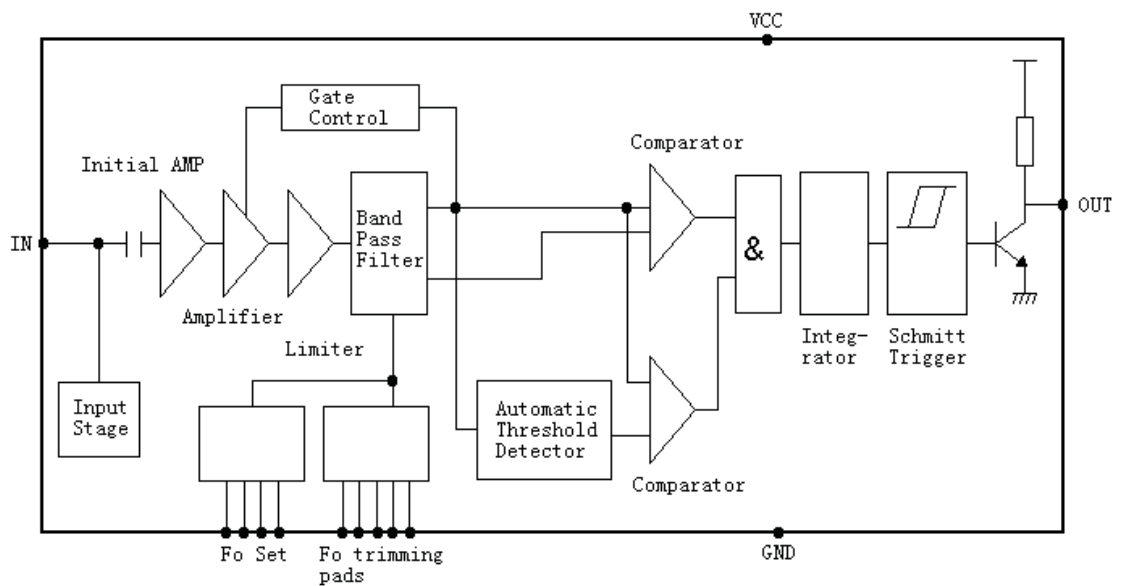 VCC
Gate
Control
Comparator
Initial AMP
Band
Pass
Filter
&
IN
OUT
Amplifier
Limiter
Integ-
rator
Schmitt
Trigger
Input
Stage
Automatic
Threshold
Detector
Comparator
Fo Set
Fo trimming
pads
GND